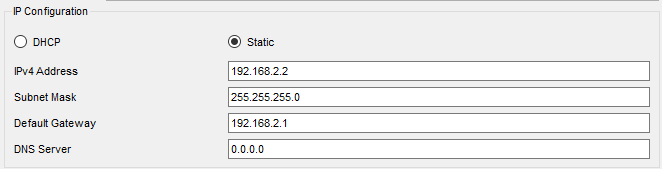 IP Configuration
DHCP Static
IPv4 Address 192.168.2.2
Subnet Mask 255.255.255.0
Default Gateway 192.168.2.1
DNS Server 0.0.0.0